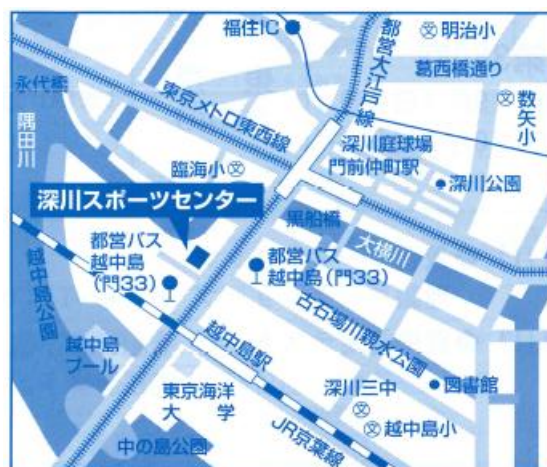 福住IC
都営大江戸線
明治小
葛西橋通り
数矢小
永代橋
東京メトロ東西線
隅田川
深川庭球場
門前仲町駅
深川公園
臨海小
深川スポーツセンター
黒船橋
大横川
都営バス
越中島
(門33)
都営バス
越中島(門33)
古石場川親水公園
越中島公園
越中島
プール
越中島駅
東京海洋
大学
深川三中
図書館
越中島小
中の島公園
JR京葉線